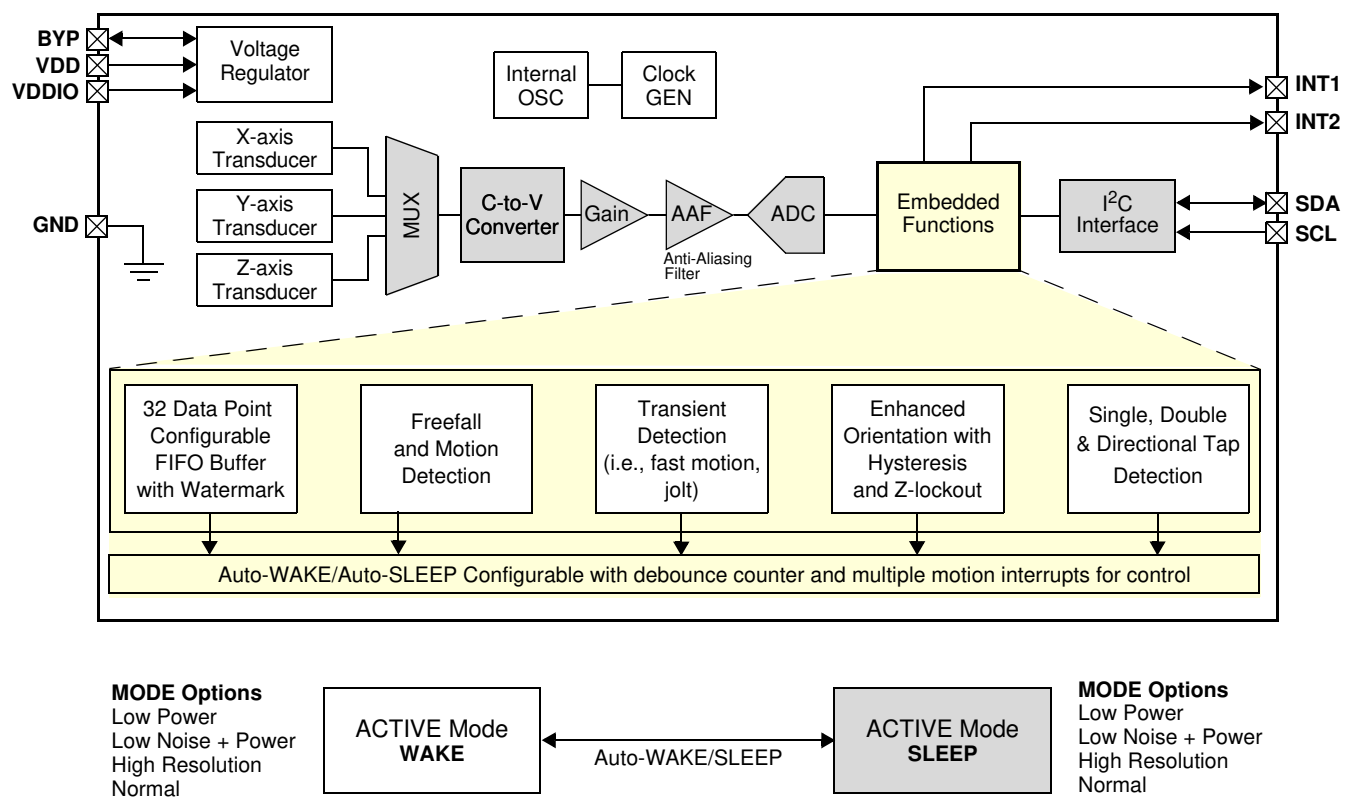 BYP
VDD
VDDIO
GND
Voltage
Regulator
Internal
OSC
Clock
GEN
INT1
INT2
X-axis
Transducer
Y-axis
Transducer
Z-axis
Transducer
MUX
C-to-V
Converter
Gain
AAF
Anti-Aliasing
Filter
ADC
Embedded
Functions
I²C
Interface
SDA
SCL
32 Data Point
Configurable
FIFO Buffer
with Watermark
Freefall
and Motion
Detection
Transient
Detection
(i.e., fast motion,
jolt)
Enhanced
Orientation with
Hysteresis
and Z-lockout
Single, Double
& Directional Tap
Detection
Auto-WAKE/Auto-SLEEP Configurable with debounce counter and multiple motion interrupts for control
MODE Options
Low Power
Low Noise + Power
High Resolution
Normal
ACTIVE Mode
WAKE
Auto-WAKE/SLEEP
ACTIVE Mode
SLEEP
MODE Options
Low Power
Low Noise + Power
High Resolution
Normal